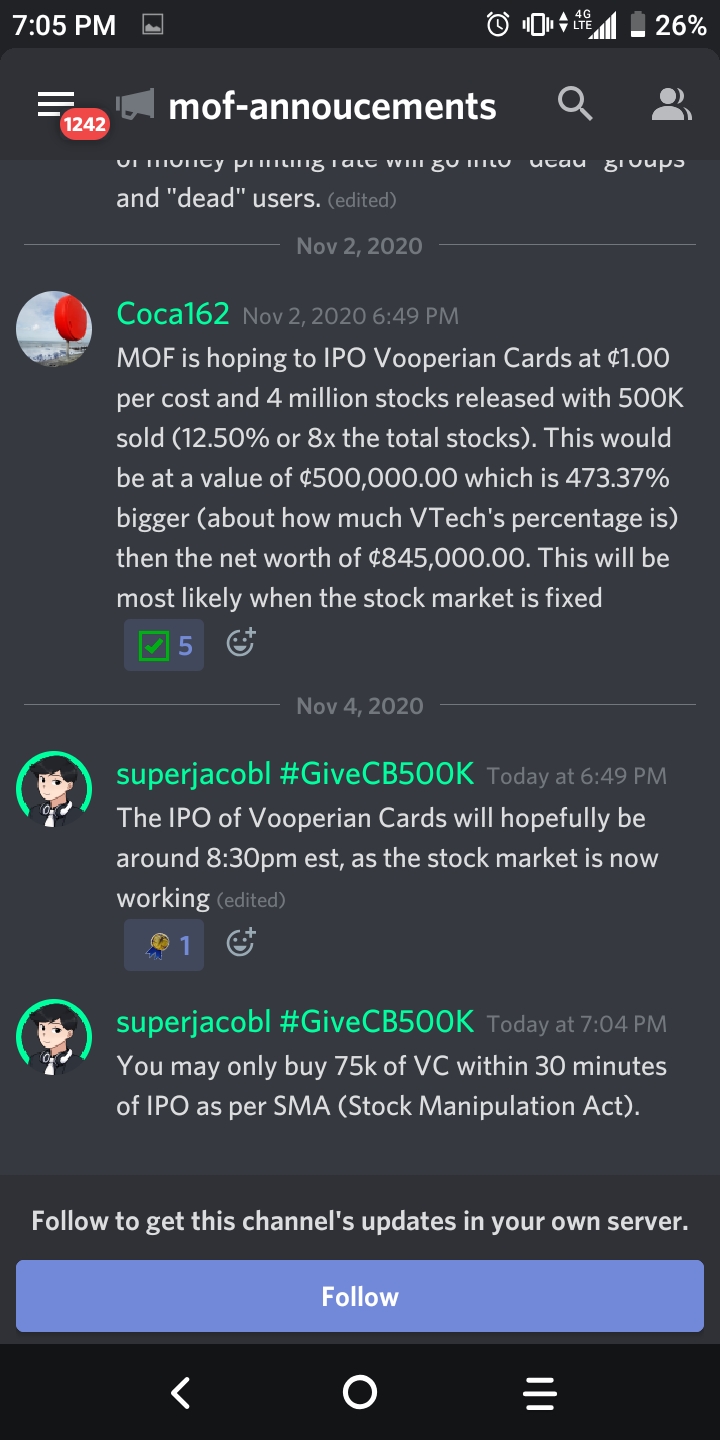 7:05 PM 4G LTE 26%
mof-annoucements
1242
of money printing rate will go into "dead" groups
and "dead" users. (edited)
Nov 2, 2020
Coca162 Nov 2, 2020 6:49 PM
MOF is hoping to IPO Vooperian Cards at ¢1.00
per cost and 4 million stocks released with 500K
sold (12.50% or 8x the total stocks). This would
be at a value of ¢500,000.00 which is 473.37%
bigger (about how much VTech's percentage is)
then the net worth of ¢845,000.00. This will be
most likely when the stock market is fixed
5
Nov 4, 2020
superjacobl #GiveCB500K Today at 6:49 PM
The IPO of Vooperian Cards will hopefully be
around 8:30pm est, as the stock market is now
working (edited)
1
superjacobl #GiveCB500K Today at 7:04 PM
You may only buy 75k of VC within 30 minutes
of IPO as per SMA (Stock Manipulation Act).
Follow to get this channel's updates in your own server.
Follow